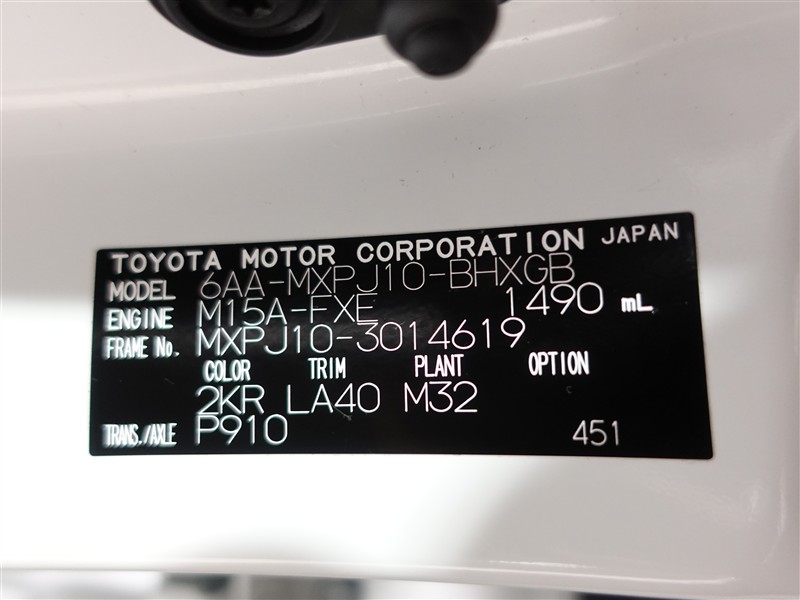 TOYOTA MOTOR CORPORATION JAPAN
MODEL 6AA-MXPJ10-BHXGB
ENGINE M15A-FXE 1490 mL
FRAME No. MXPJ10-3014619
COLOR TRIM PLANT OPTION
2KR LA40 M32
TRANS./AXLE P910 451